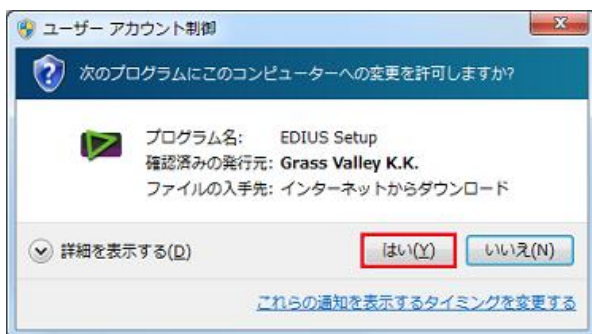 ユーザー アカウント制御
次のプログラムにこのコンピューターへの変更を許可しますか?
プログラム名: EDIUS Setup
確認済みの発行元: Grass Valley K.K.
ファイルの入手先: インターネットからダウンロード
詳細を表示する(D) はい(Y) いいえ(N)
これらの通知を表示するタイミングを変更する